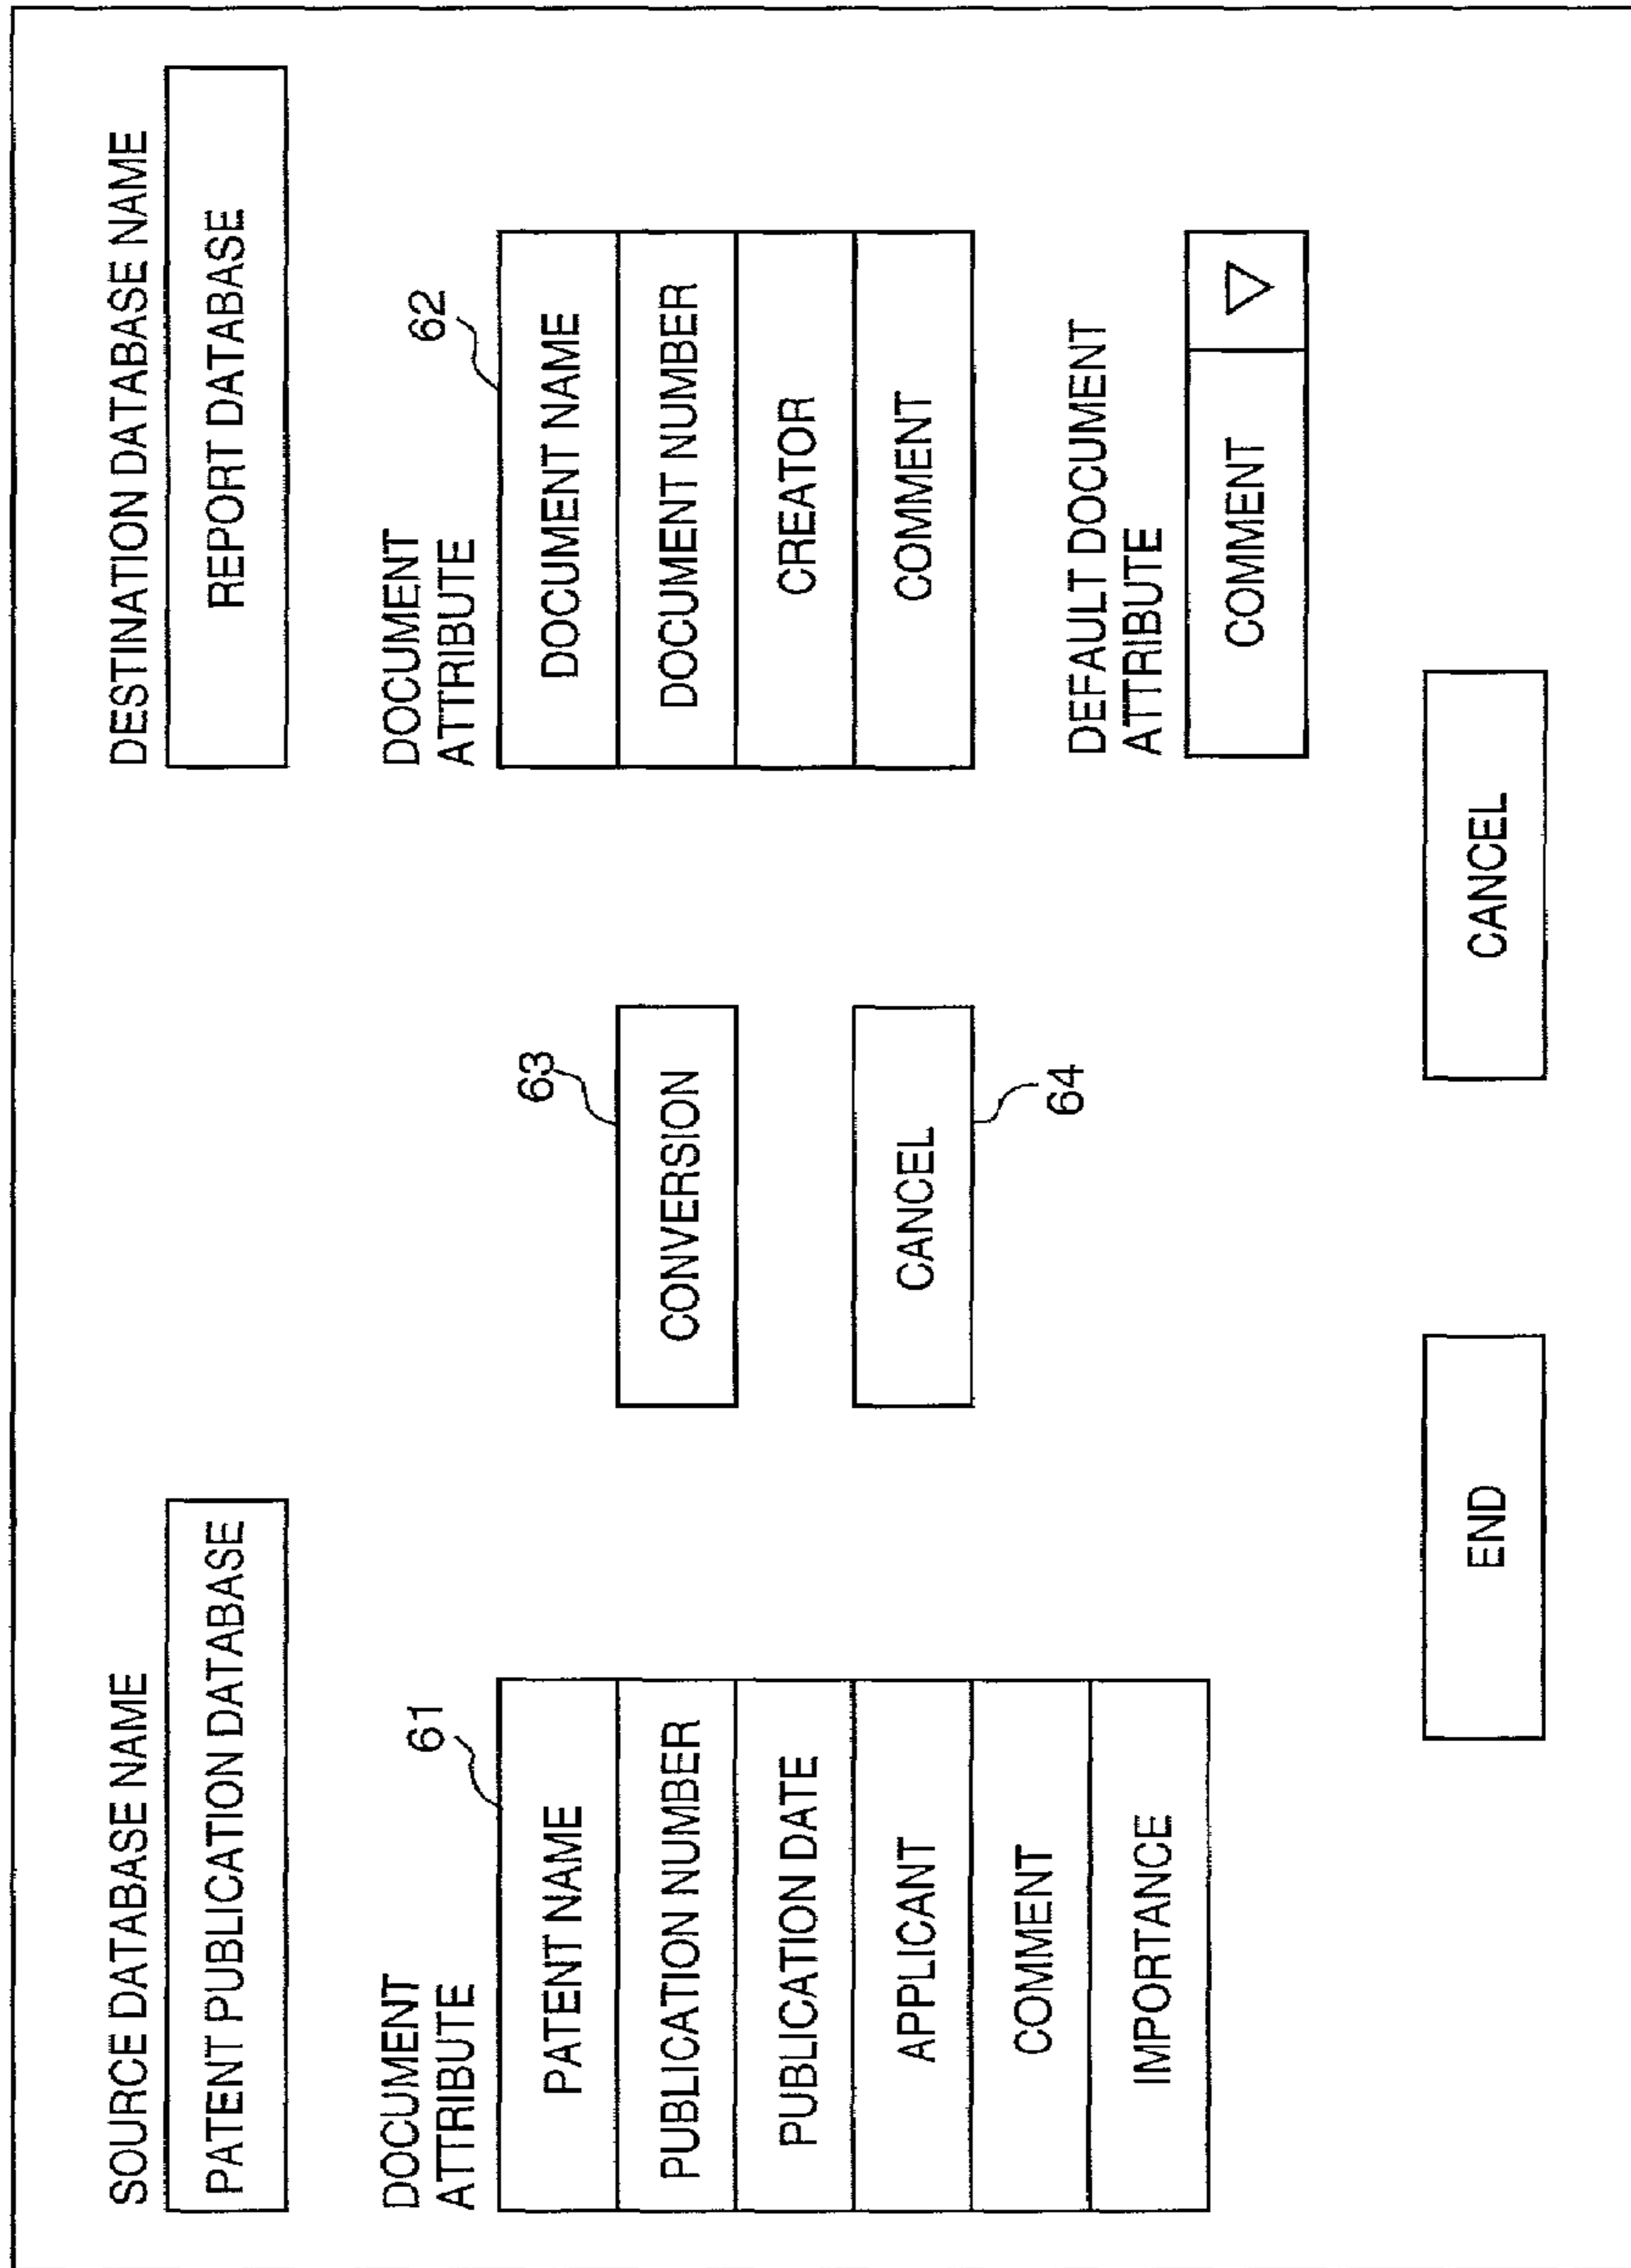 SOURCE DATABASE NAME
PATENT PUBLICATION DATABASE
DOCUMENT
ATTRIBUTE
61
PATENT NAME
PUBLICATION NUMBER
PUBLICATION DATE
APPLICANT
COMMENT
IMPORTANCE
63
CONVERSION
CANCEL
64
DESTINATION DATABASE NAME
REPORT DATABASE
DOCUMENT
ATTRIBUTE
62
DOCUMENT NAME
DOCUMENT NUMBER
CREATOR
COMMENT
DEFAULT DOCUMENT
ATTRIBUTE
COMMENT
END
CANCEL